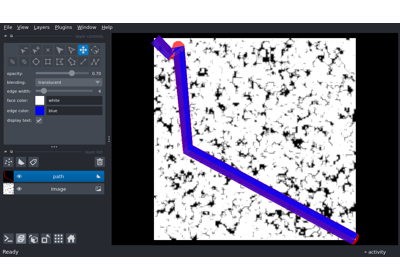 File View Layers Plugins Window Help
opacity: 0.70
blending: translucent
edge width:
face color: white
edge color: blue
display text:
path
Image
Ready
activity